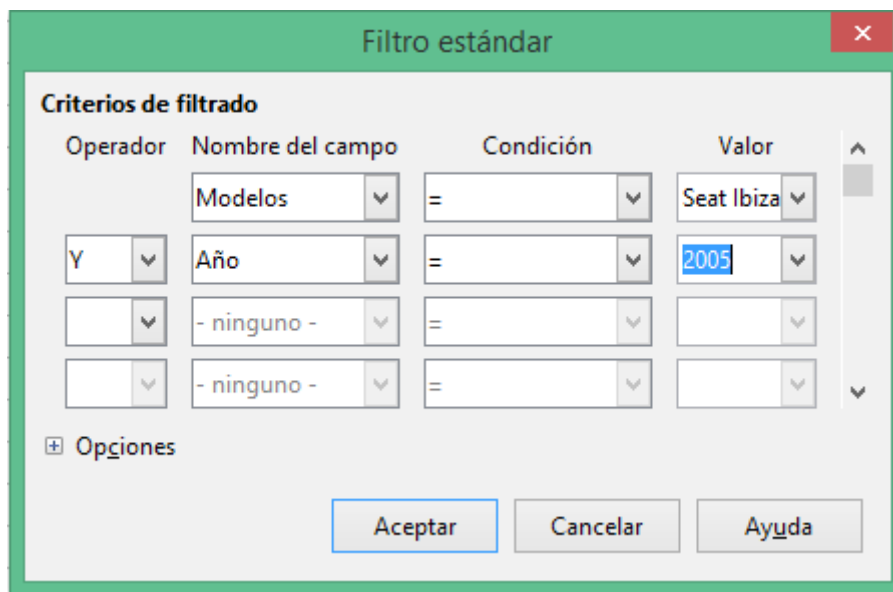 Filtro estándar
Criterios de filtrado
Operador Nombre del campo Condición Valor
Modelos = Seat Ibiza
Y Año = 2005
- ninguno - =
- ninguno - =
Opciones
Aceptar Cancelar Ayuda